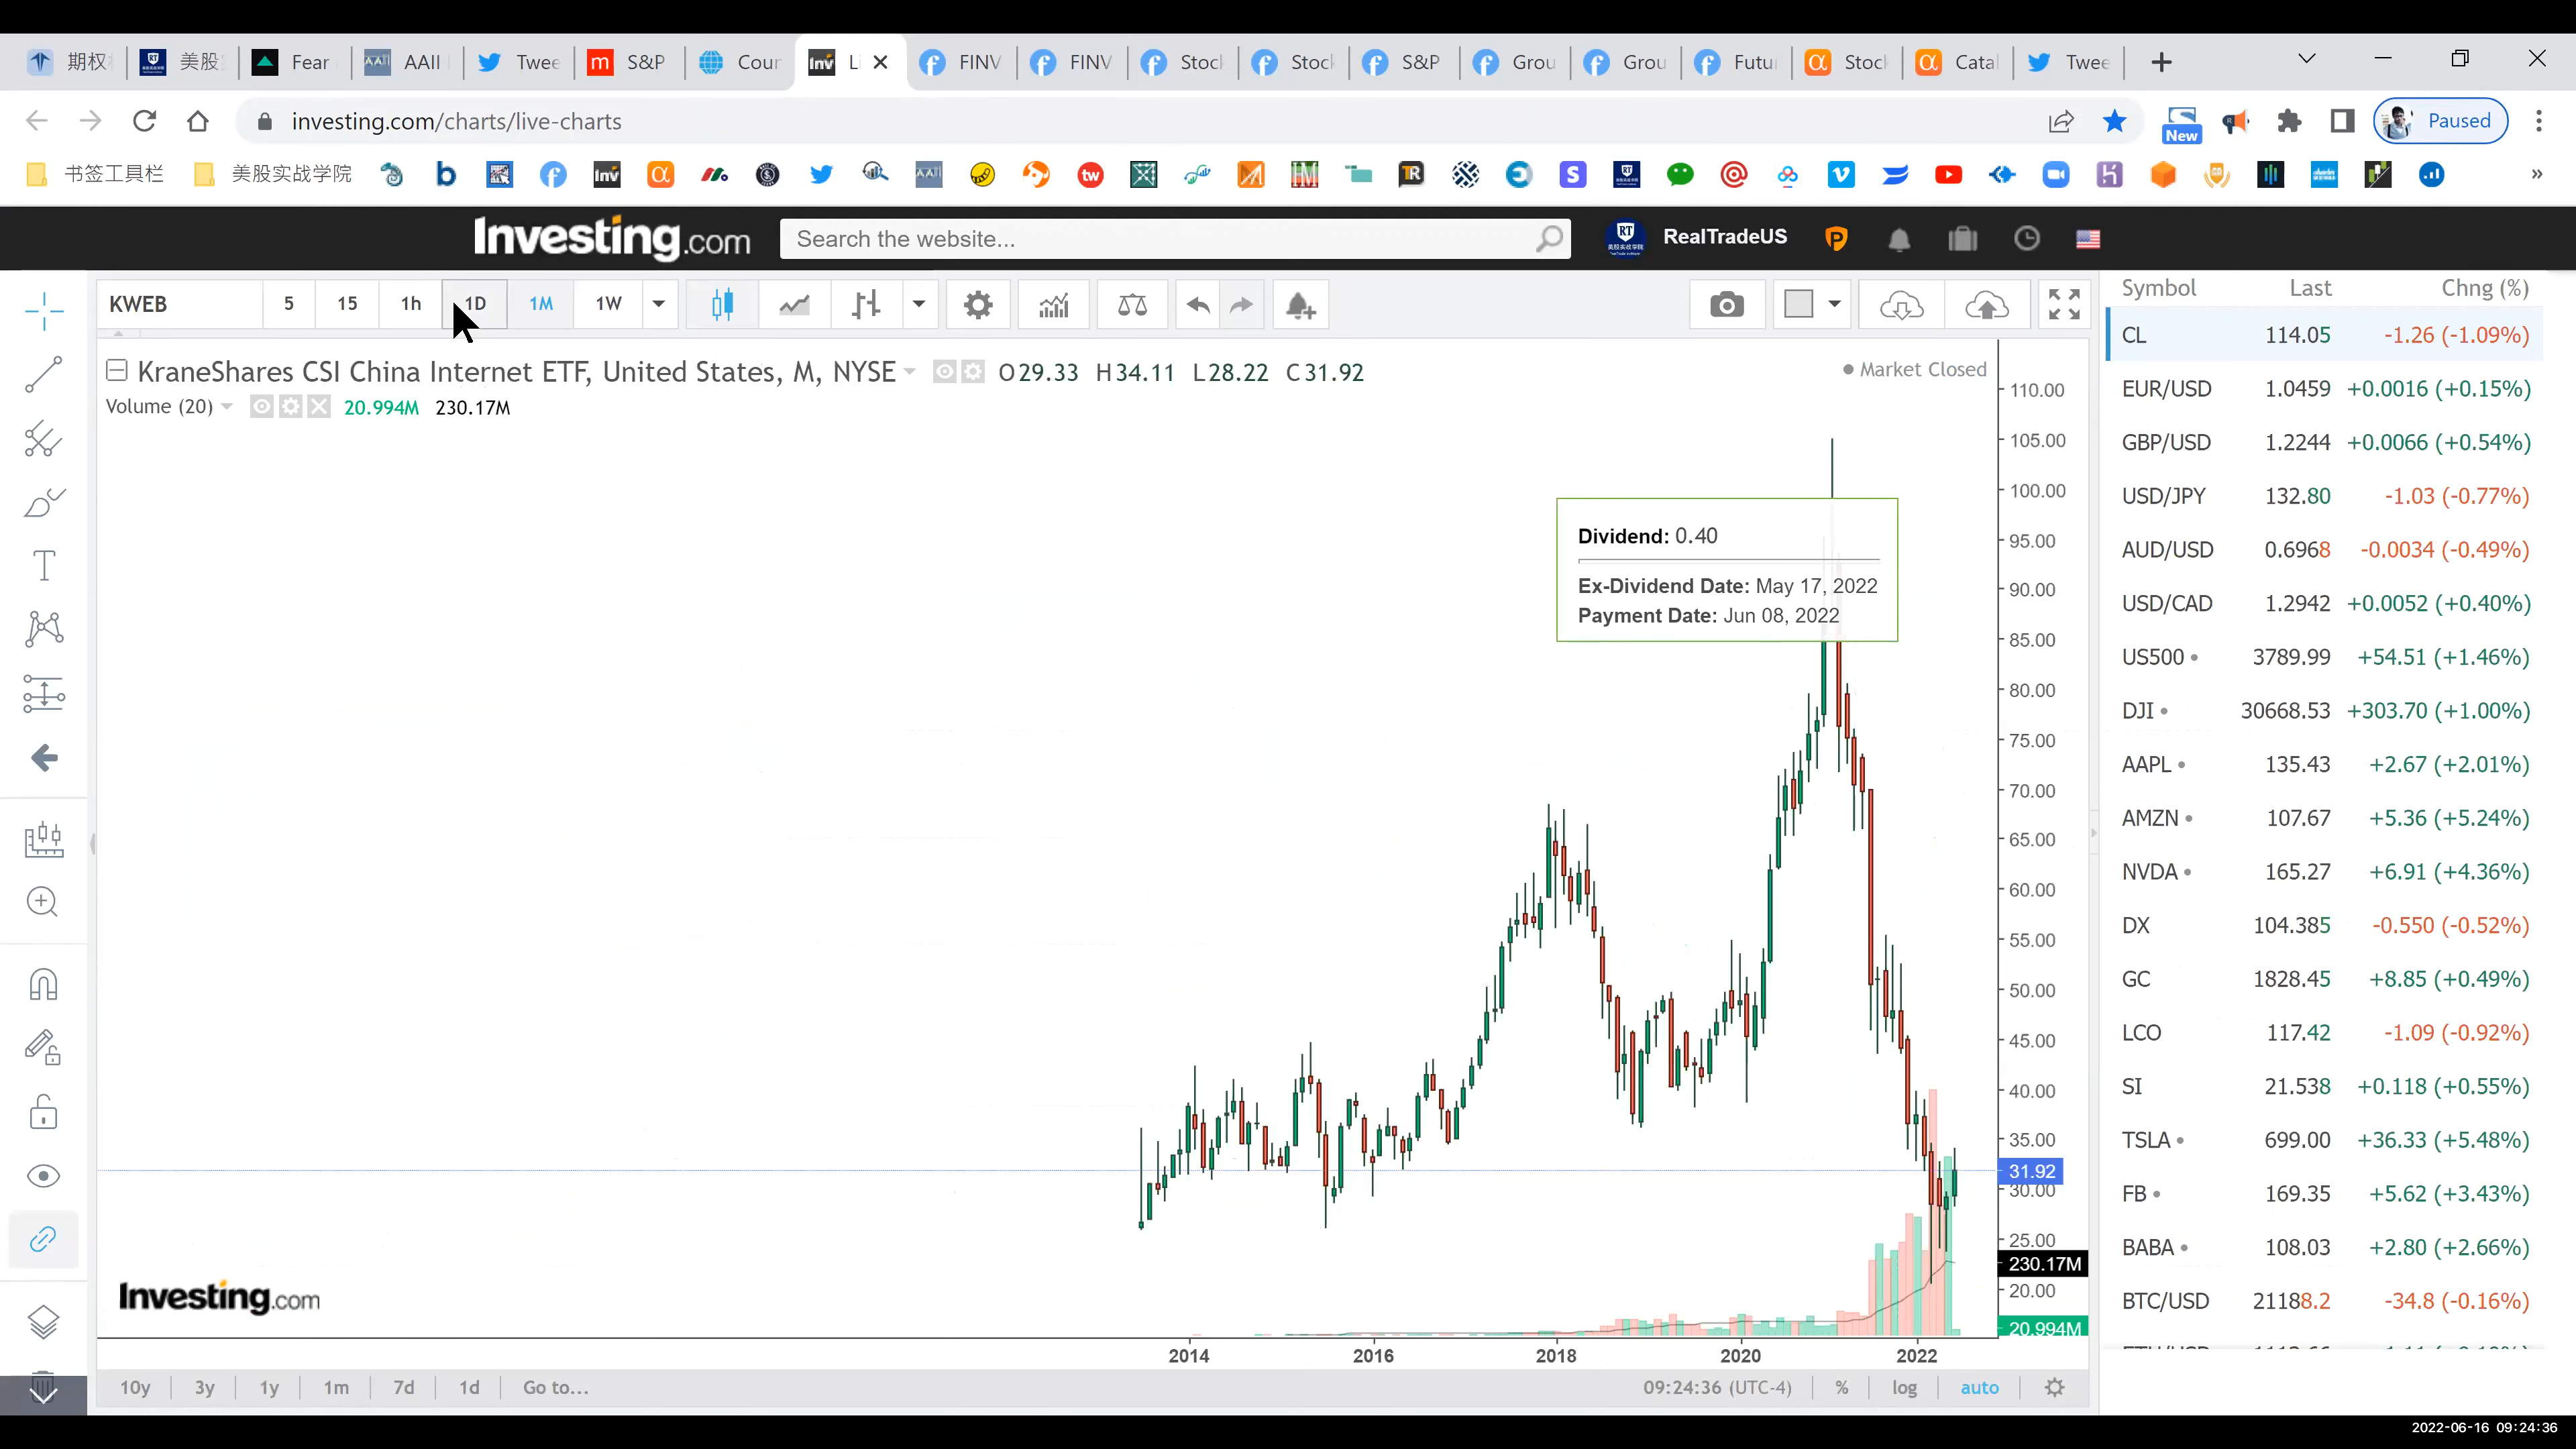 期权 美股 Fear AAII Twee S&P Cour Li FINV FINV Stoc Stoc S&P Grou Grou Futu Stoc Cata Twee
investing.com/charts/live-charts
New
Paused
书签工具栏 美股实战学院
Investing.com
Search the website...
RealTradeUS
KWEB 5 15 1h 1D 1M 1W
KraneShares CSI China Internet ETF, United States, M, NYSE O29.33 H34.11 L28.22 C31.92
Market Closed
Volume (20) 20.994M 230.17M
Dividend: 0.40
Ex-Dividend Date: May 17, 2022
Payment Date: Jun 08, 2022
110.00
105.00
100.00
95.00
90.00
85.00
80.00
75.00
70.00
65.00
60.00
55.00
50.00
45.00
40.00
35.00
31.92
30.00
25.00
230.17M
20.00
20.994M
Investing.com
2014 2016 2018 2020 2022
10y 3y 1y 1m 7d 1d Go to... 09:24:36 (UTC-4) % log auto
Symbol Last Chng (%)
CL 114.05 -1.26 (-1.09%)
EUR/USD 1.0459 +0.0016 (+0.15%)
GBP/USD 1.2244 +0.0066 (+0.54%)
USD/JPY 132.80 -1.03 (-0.77%)
AUD/USD 0.6968 -0.0034 (-0.49%)
USD/CAD 1.2942 +0.0052 (+0.40%)
US500 3789.99 +54.51 (+1.46%)
DJI 30668.53 +303.70 (+1.00%)
AAPL 135.43 +2.67 (+2.01%)
AMZN 107.67 +5.36 (+5.24%)
NVDA 165.27 +6.91 (+4.36%)
DX 104.385 -0.550 (-0.52%)
GC 1828.45 +8.85 (+0.49%)
LCO 117.42 -1.09 (-0.92%)
SI 21.538 +0.118 (+0.55%)
TSLA 699.00 +36.33 (+5.48%)
FB 169.35 +5.62 (+3.43%)
BABA 108.03 +2.80 (+2.66%)
BTC/USD 21188.2 -34.8 (-0.16%)
2022-06-16 09:24:36